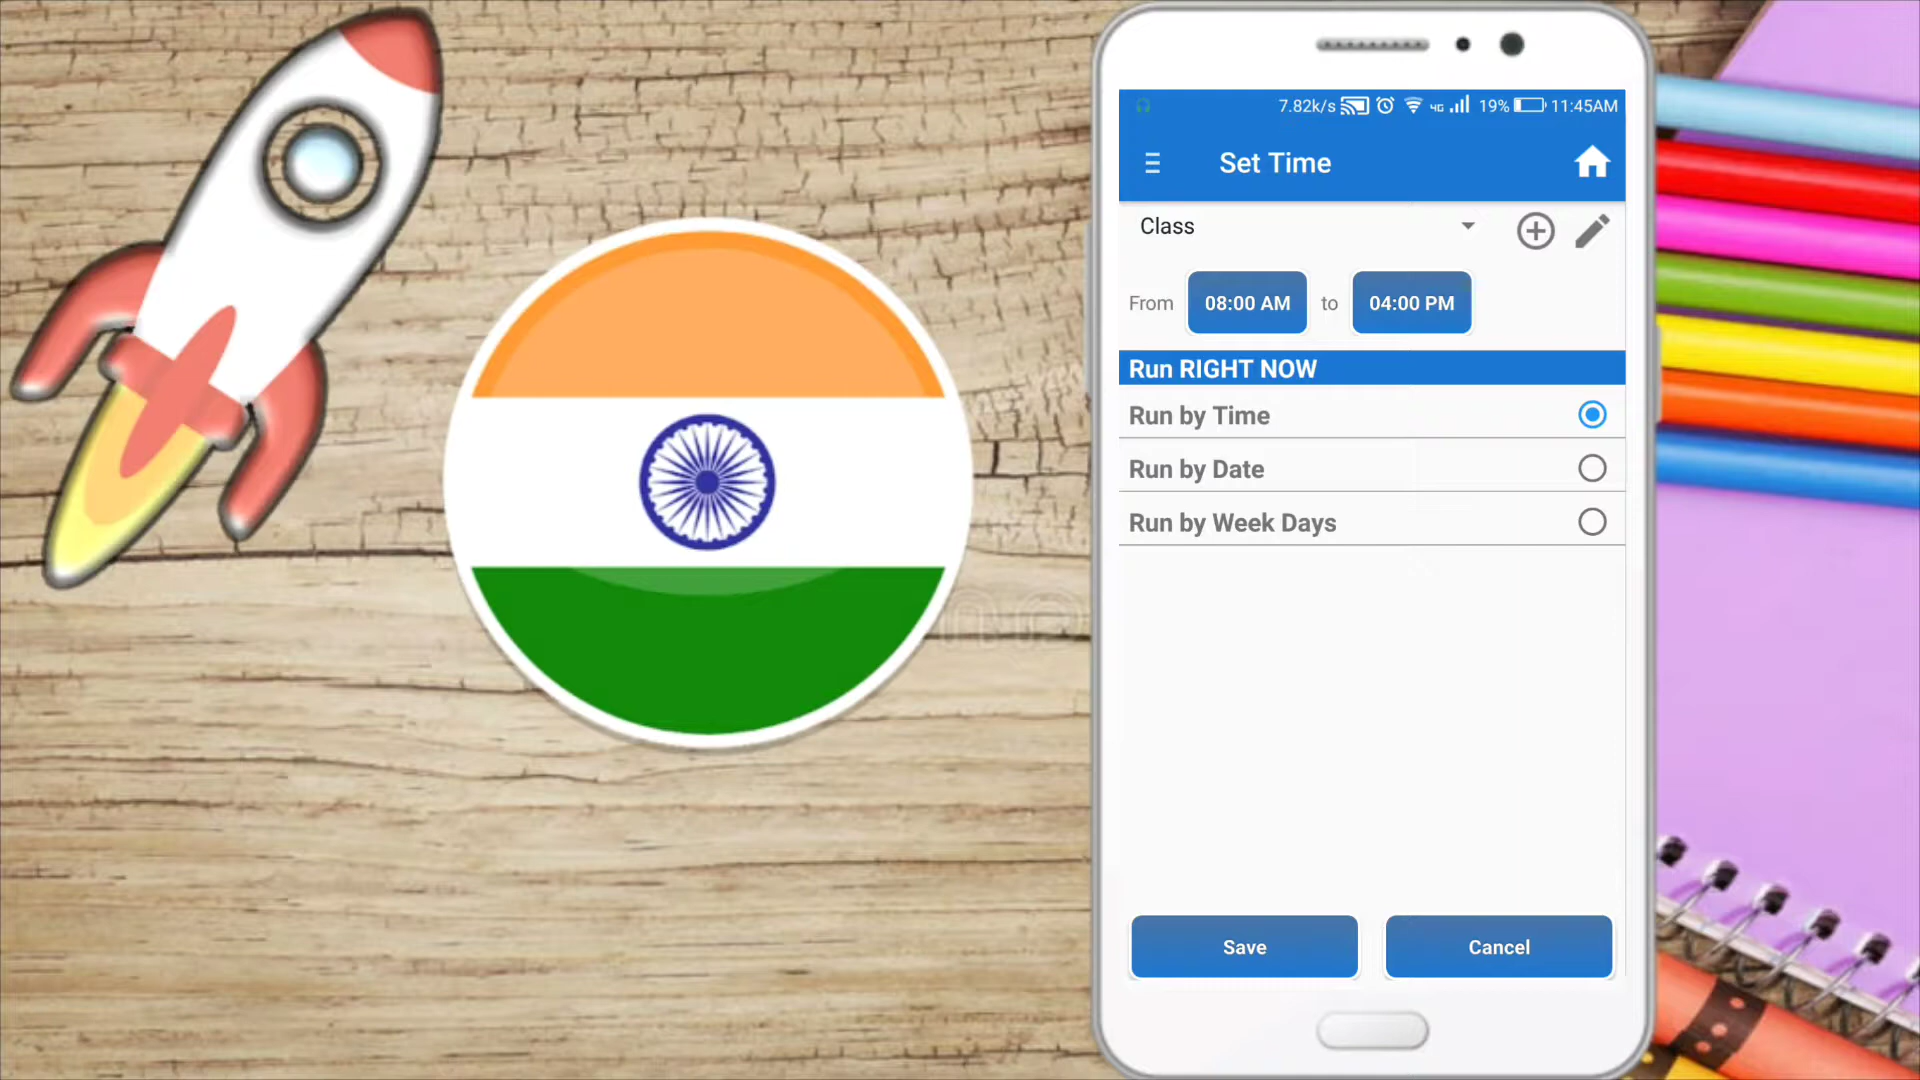 7.82k/s 4G 19% 11:45AM
Set Time
Class
From 08:00 AM to 04:00 PM
Run RIGHT NOW
Run by Time
Run by Date
Run by Week Days
Save Cancel